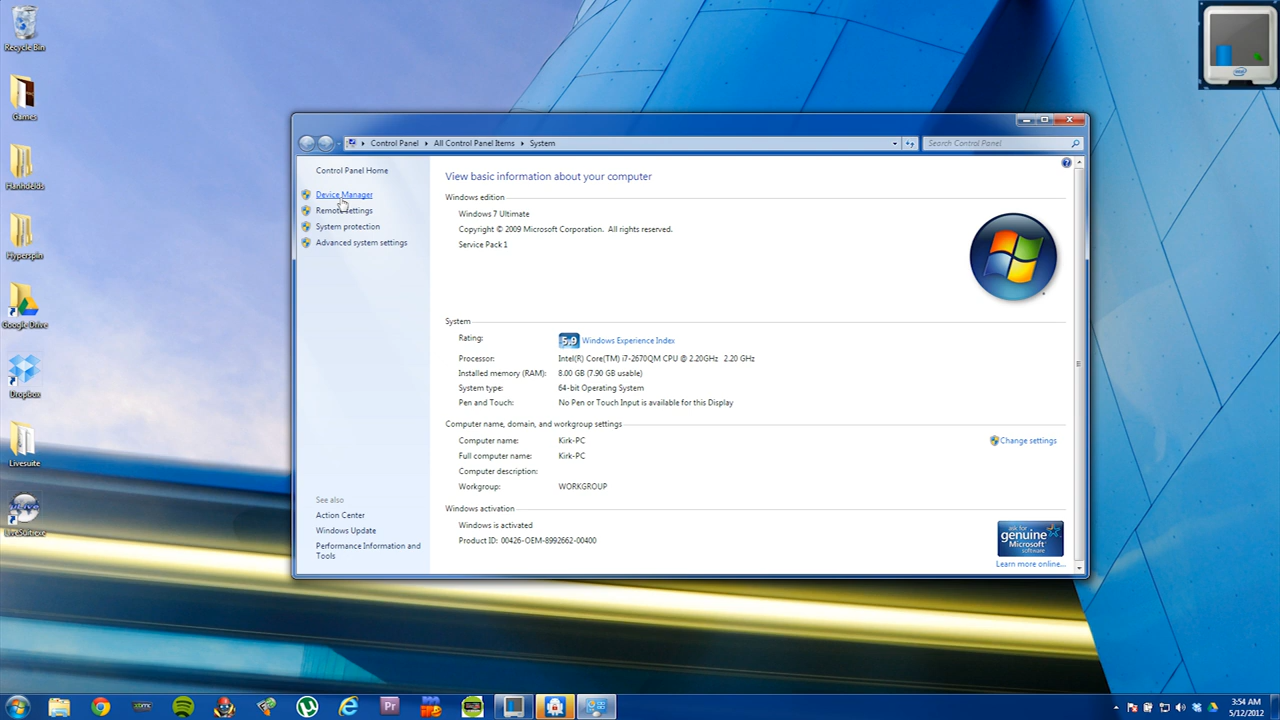 Recycle Bin
Games
Handhelds
Hyperspin
Google Drive
Dropbox
Livesuite
LiveSuit.exe
Control Panel
All Control Panel Items
System
Search Control Panel
Control Panel Home
Device Manager
Remote settings
System protection
Advanced system settings
See also
Action Center
Windows Update
Performance Information and
Tools
View basic information about your computer
Windows edition
Windows 7 Ultimate
Copyright © 2009 Microsoft Corporation. All rights reserved.
Service Pack 1
System
Rating: 5,9 Windows Experience Index
Processor: Intel(R) Core(TM) i7-2670QM CPU @ 2.20GHz 2.20 GHz
Installed memory (RAM): 8.00 GB (7.90 GB usable)
System type: 64-bit Operating System
Pen and Touch: No Pen or Touch Input is available for this Display
Computer name, domain, and workgroup settings
Computer name: Kirk-PC
Change settings
Full computer name: Kirk-PC
Computer description:
Workgroup: WORKGROUP
Windows activation
Windows is activated
Product ID: 00426-OEM-8992662-00400
ask for
genuine
Microsoft
software
Learn more online...
intel
xbmc
Pr
3:54 AM
5/12/2012